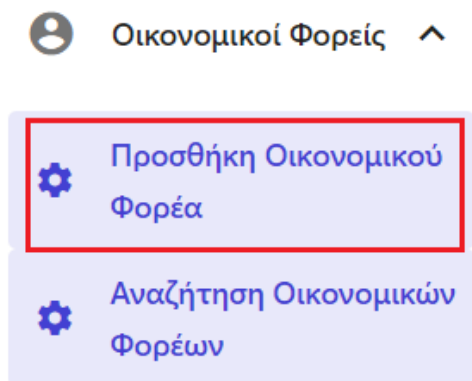 Οικονομικοί Φορείς
Προσθήκη Οικονομικού
Φορέα
Αναζήτηση Οικονομικών
Φορέων